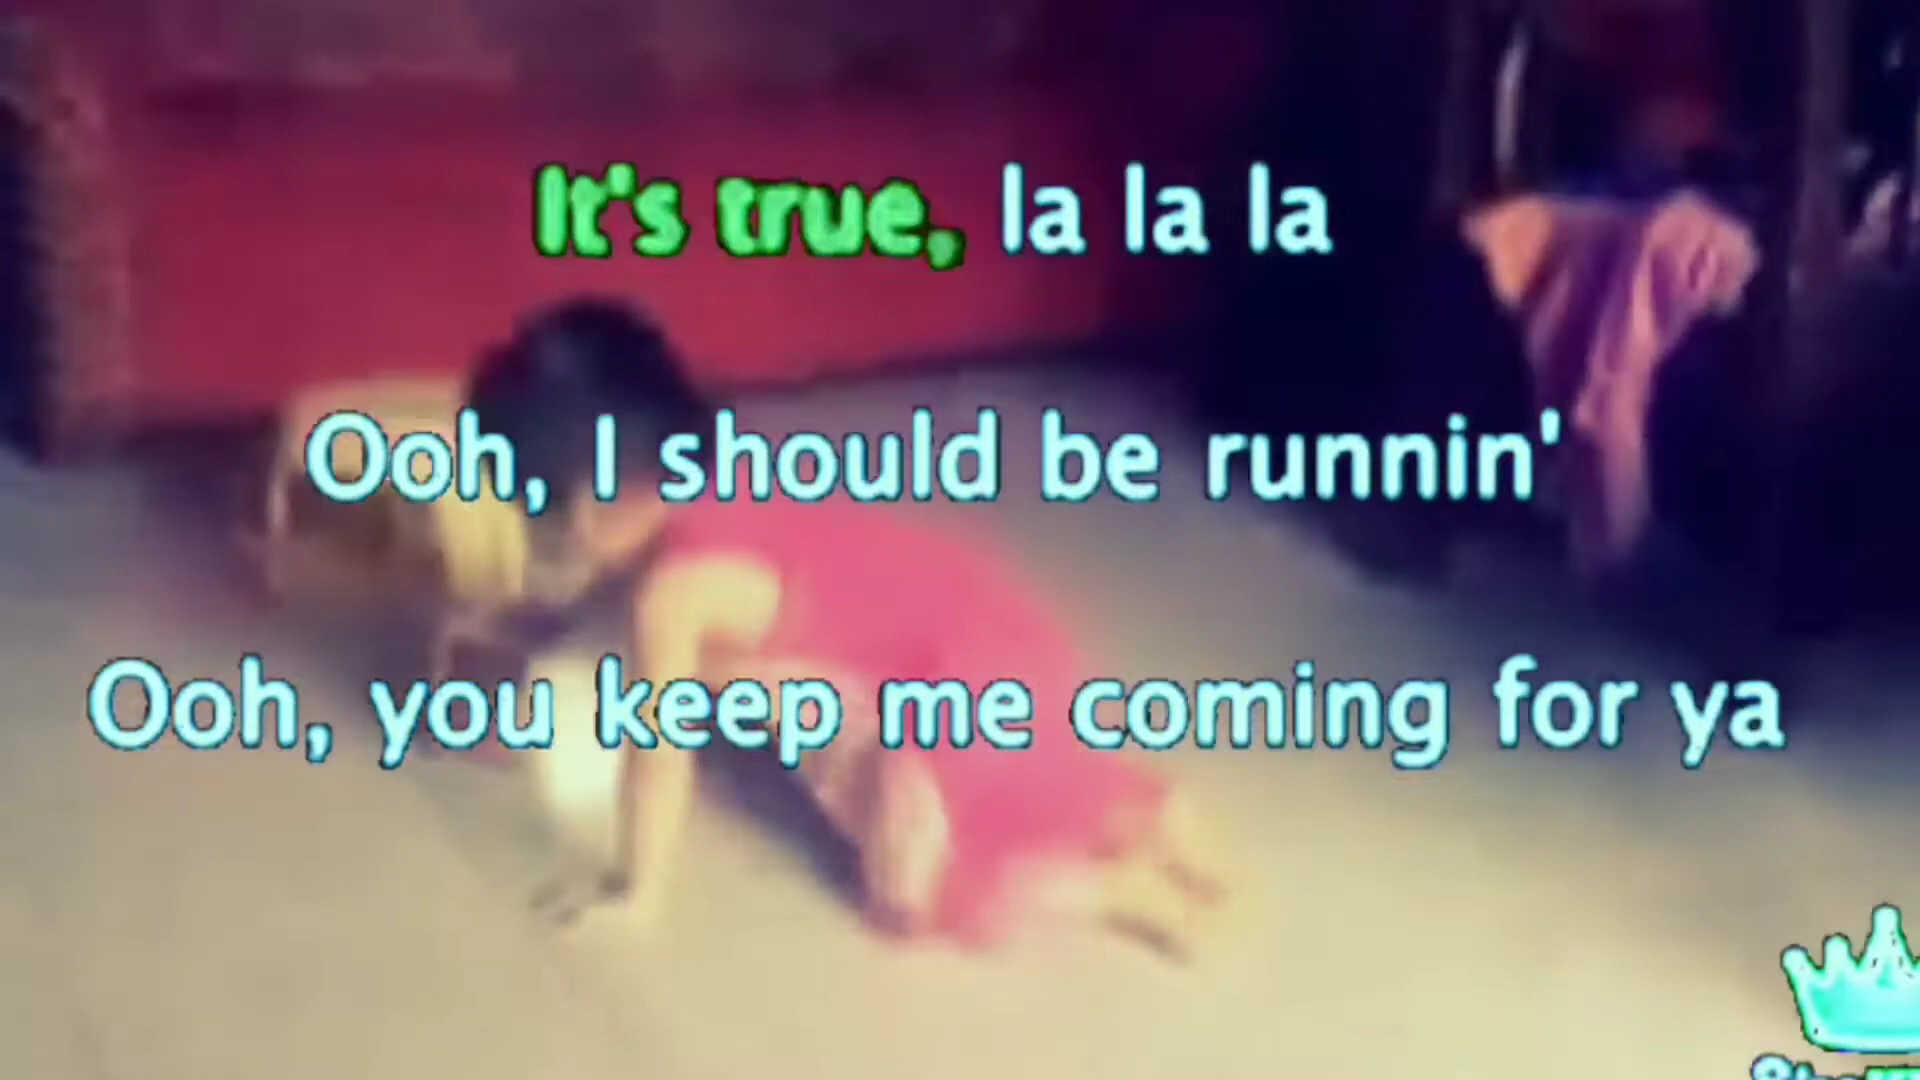 It's true, la la la
Ooh, I should be runnin'
Ooh, you keep me coming for ya